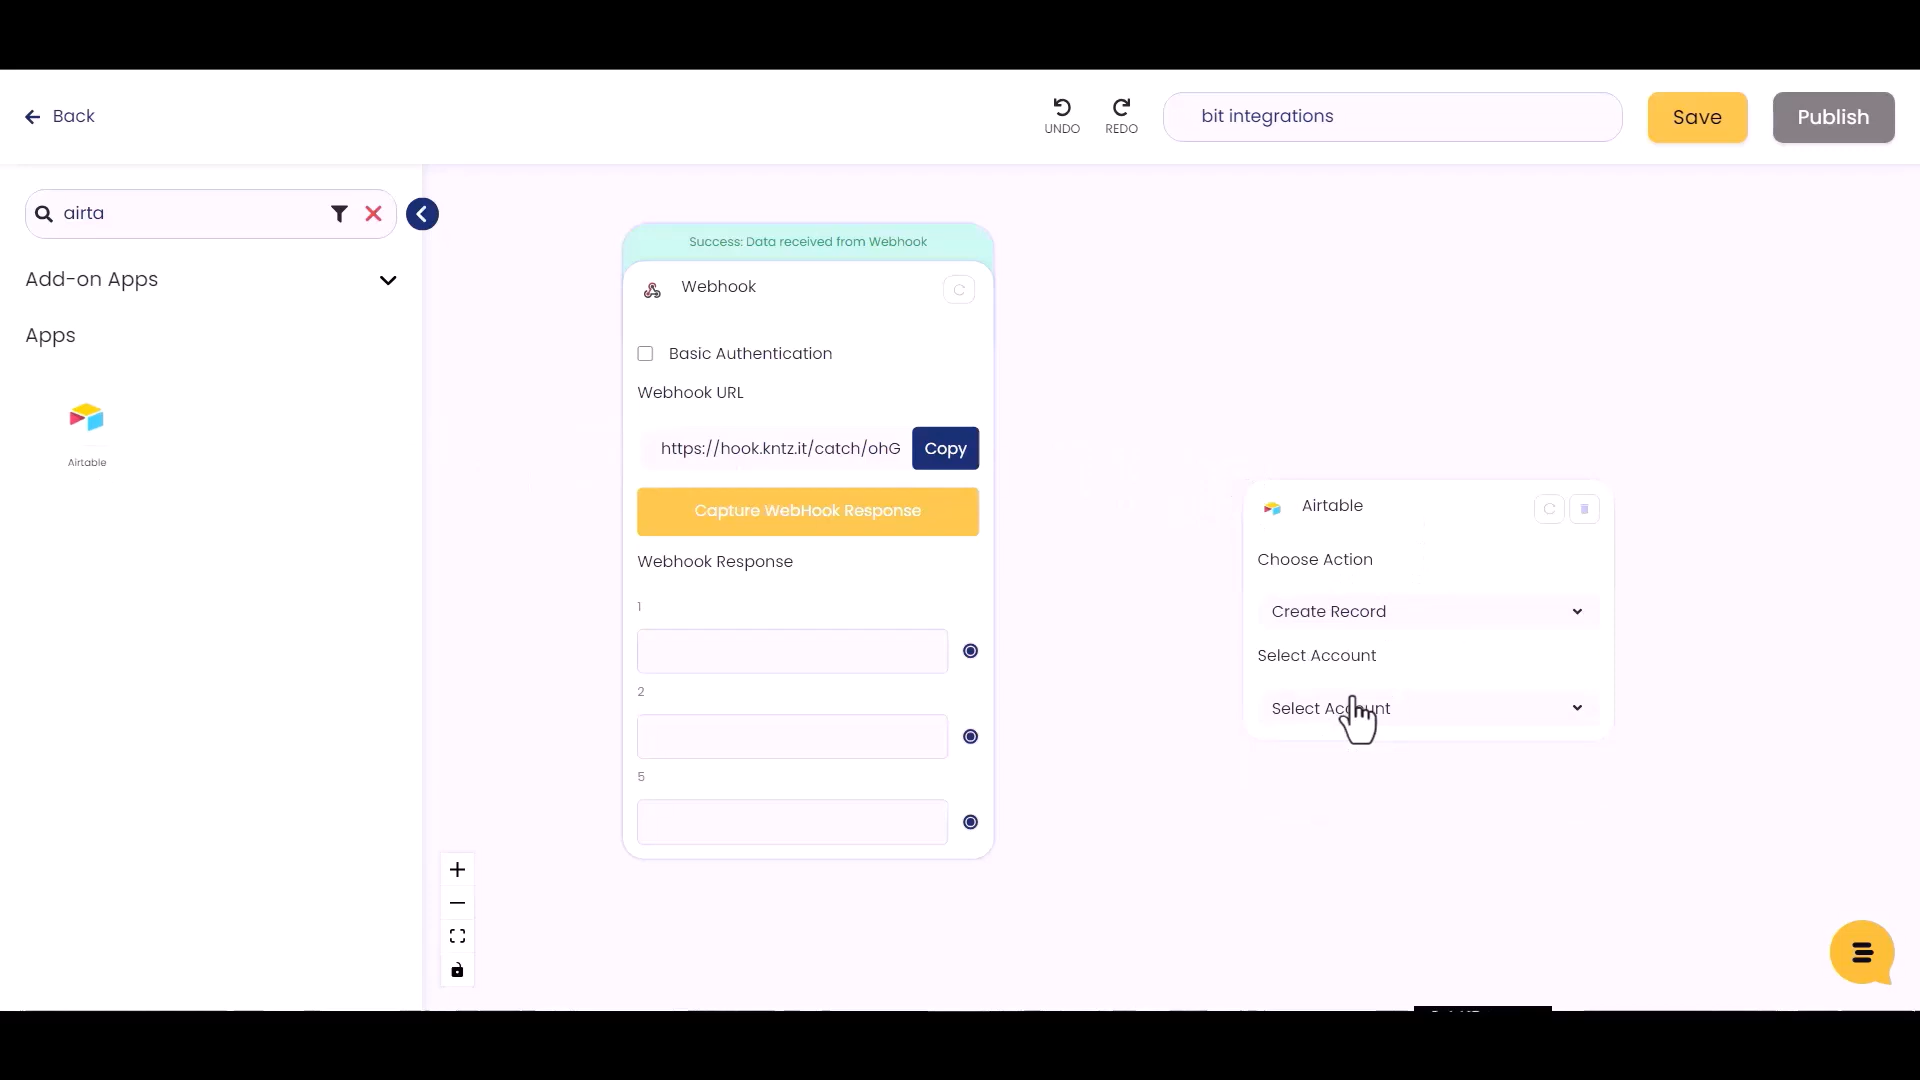 Back
UNDO
REDO
bit integrations
Save
Publish
airta
Add-on Apps
Apps
Airtable
Success: Data received from Webhook
Webhook
Basic Authentication
Webhook URL
https://hook.kntz.it/catch/ohG
Copy
Capture WebHook Response
Webhook Response
1
2
5
Airtable
Choose Action
Create Record
Select Account
Select Account